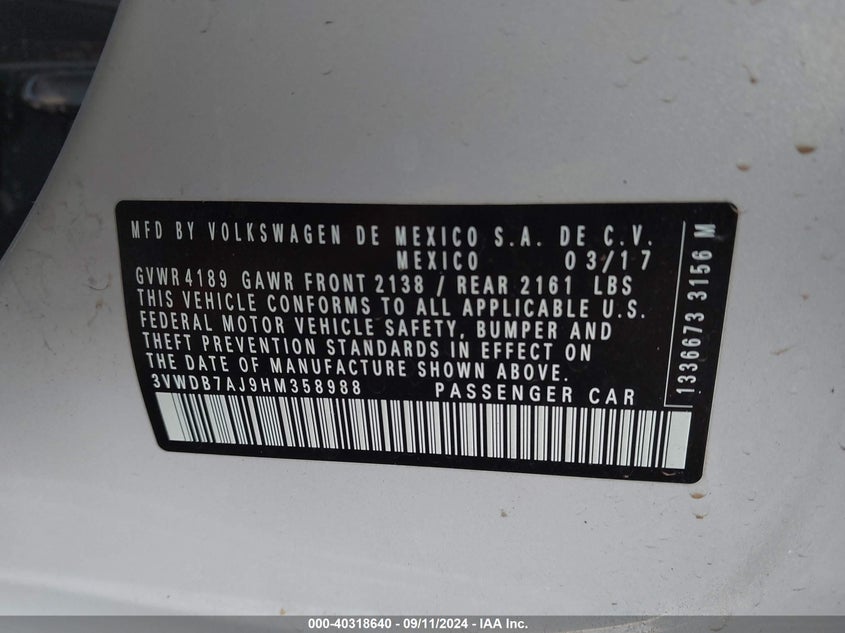 MFD BY VOLKSWAGEN DE MEXICO S.A. DE C.V.
MEXICO 03/17
GVWR 4189 GAWR FRONT 2138 / REAR 2161 LBS
THIS VEHICLE CONFORMS TO ALL APPLICABLE U.S.
FEDERAL MOTOR VEHICLE SAFETY, BUMPER AND
THEFT PREVENTION STANDARDS IN EFFECT ON
THE DATE OF MANUFACTURE SHOWN ABOVE.
3VWDB7AJ9HM358988 PASSENGER CAR
1336673 3156 M
000-40318640 - 09/11/2024 - IAA Inc.